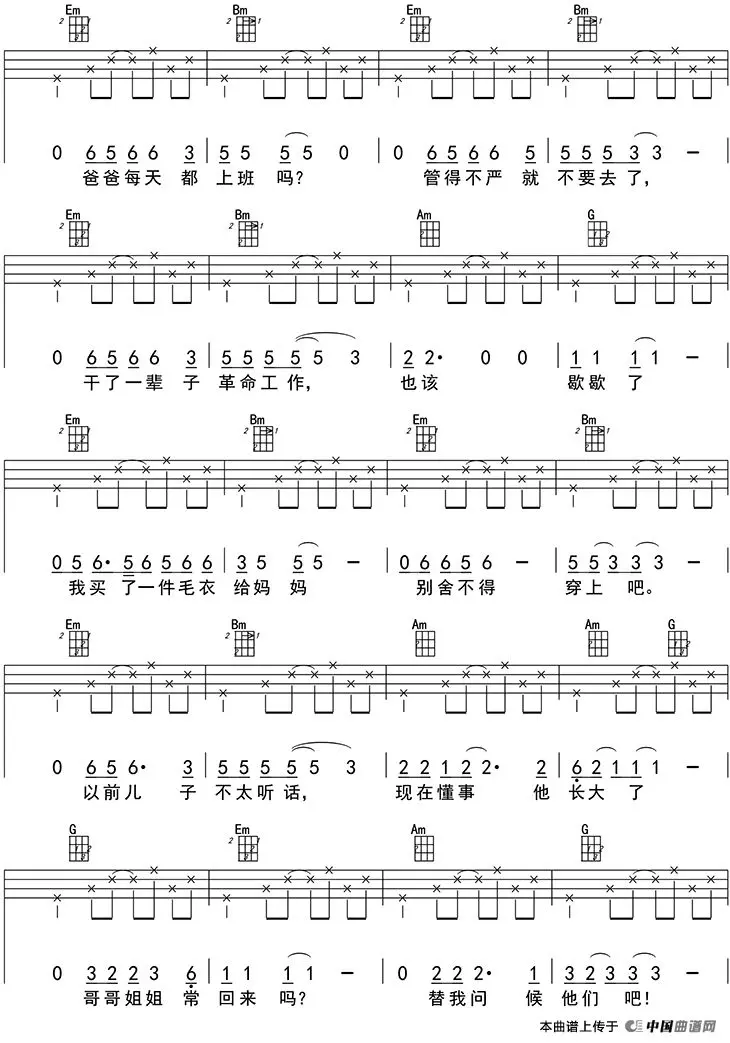 Em Bm Em Bm
0 6 5 6 6 3 | 5 5 5 5 0 | 0 6 5 6 6 5 | 5 5 5 3 3 －
爸爸每天 都 上班 吗？ 管得不严 就 不要去了，
Em Bm Am G
0 6 5 6 6 3 | 5 5 5 5 5 3 | 2 2· 0 0 | 1 1 1 1 －
干了一辈 子 革命工作， 也该 歇歇 了
Em Bm Em Bm
0 5 6· 5 6 5 6 6 | 3 5 5 5 － | 0 6 6 5 6 － | 5 5 3 3 3 －
我买 了一件毛衣 给妈 妈 别舍不得 穿上 吧。
Em Bm Am Am G
0 6 5 6· 3 | 5 5 5 5 5 3 | 2 2 1 2 2· 2 | 6 2 1 1 1 －
以前儿 子 不太听话， 现在懂事 他 长大 了
G Em Am G
0 3 2 2 3 6 | 1 1 1 1 － | 0 2 2 2· 1 | 3 2 3 3 3 －
哥哥姐姐 常 回来 吗？ 替我问 候 他们 吧！
本曲谱上传于 中国曲谱网